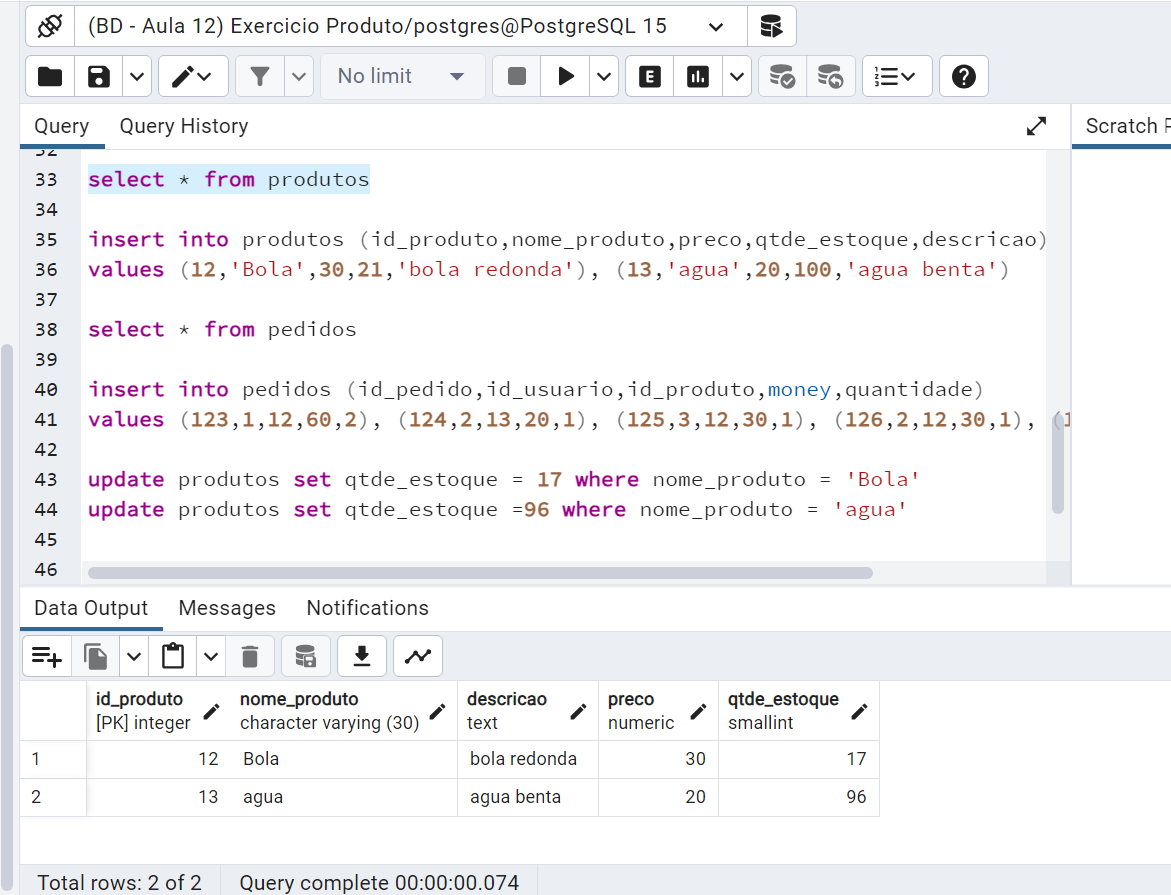 (BD - Aula 12) Exercicio Produto/postgres@PostgreSQL 15
No limit
E
Query
Query History
Scratch P
32
33 select * from produtos
34
35 insert into produtos (id_produto,nome_produto,preco,qtde_estoque,descricao)
36 values (12,'Bola',30,21,'bola redonda'), (13,'agua',20,100,'agua benta')
37
38 select * from pedidos
39
40 insert into pedidos (id_pedido,id_usuario,id_produto,money,quantidade)
41 values (123,1,12,60,2), (124,2,13,20,1), (125,3,12,30,1), (126,2,12,30,1), (1
42
43 update produtos set qtde_estoque = 17 where nome_produto = 'Bola'
44 update produtos set qtde_estoque =96 where nome_produto = 'agua'
45
46
Data Output Messages Notifications
id_produto nome_produto descricao preco qtde_estoque
[PK] integer character varying (30) text numeric smallint
1 12 Bola bola redonda 30 17
2 13 agua agua benta 20 96
Total rows: 2 of 2 Query complete 00:00:00.074